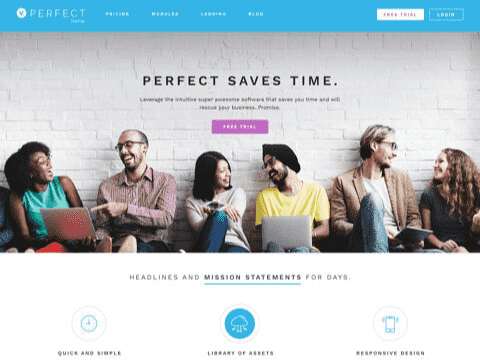 PERFECT
PRICING
MODULES
LANDING
BLOG
FREE TRIAL
LOGIN
PERFECT SAVES TIME.
Leverage the intuitive super awesome software that saves you time and will
rescue your business. Promise.
FREE TRIAL
HEADLINES AND MISSION STATEMENTS FOR DAYS.
QUICK AND SIMPLE
LIBRARY OF ASSETS
RESPONSIVE DESIGN